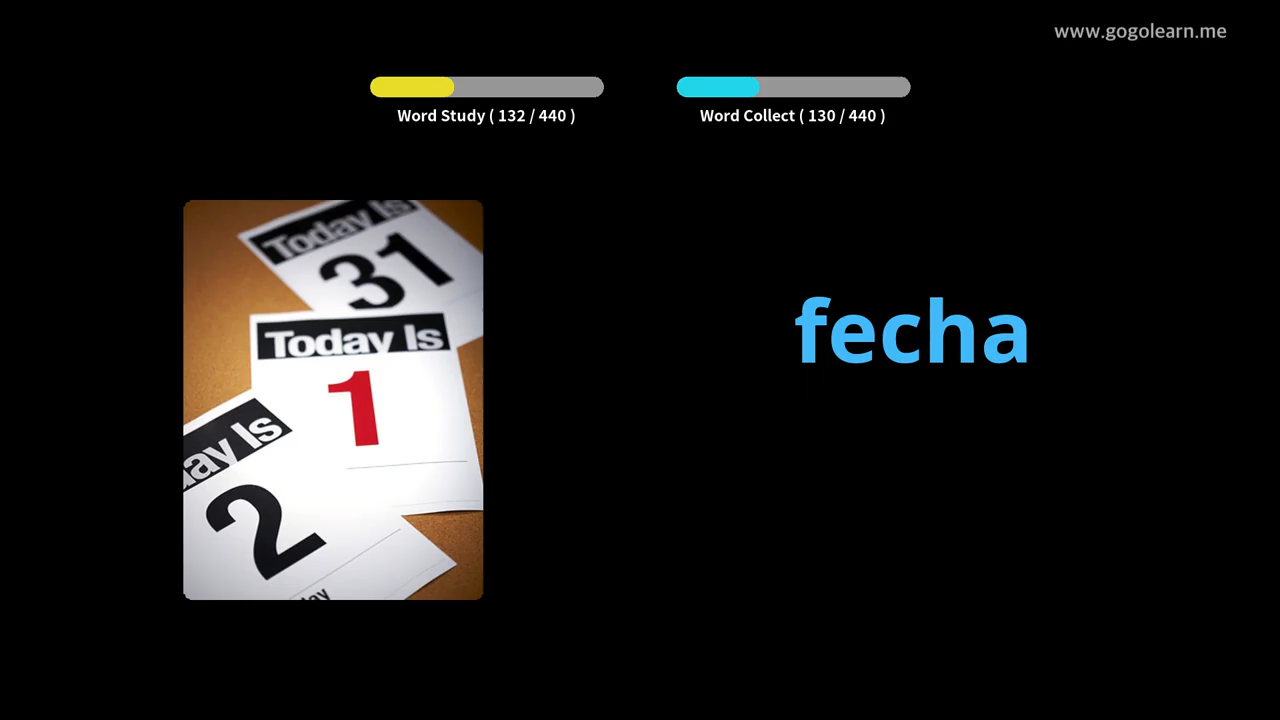 www.gogolearn.me
Word Study ( 132 / 440 )
Word Collect ( 130 / 440 )
Today Is
31
Today Is
1
ay Is
2
fecha